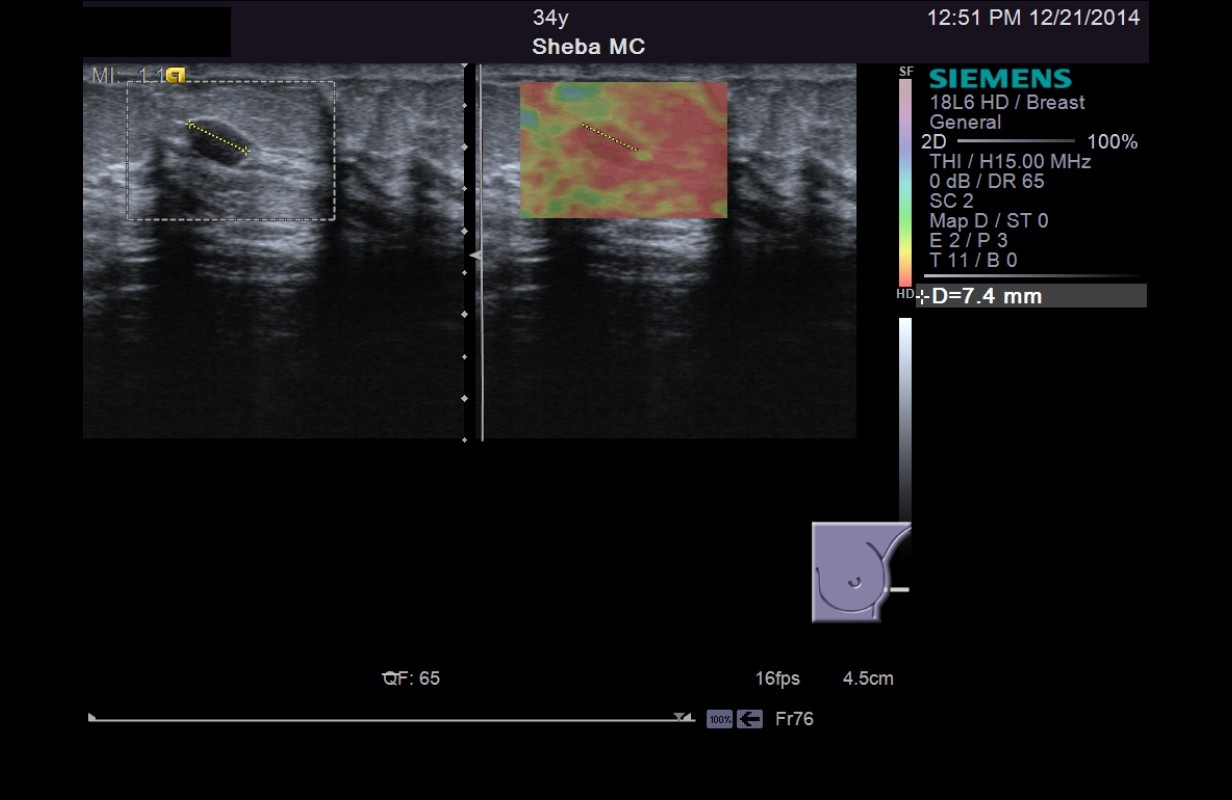 34y
12:51 PM 12/21/2014
Sheba MC
MI: 1.1
SF
SIEMENS
18L6 HD / Breast
General
2D 100%
THI / H15.00 MHz
0 dB / DR 65
SC 2
Map D / ST 0
E 2 / P 3
T 11 / B 0
HD
D=7.4 mm
QF: 65
16fps
4.5cm
100%
Fr76